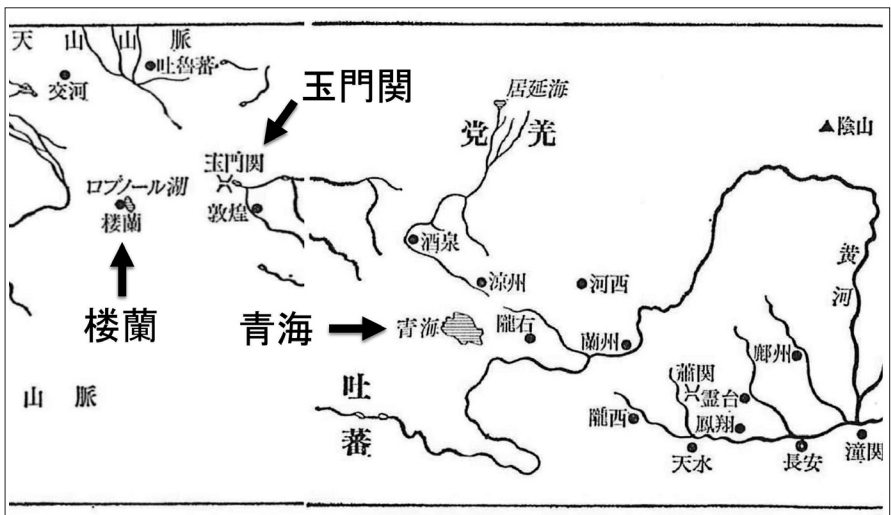 天山山脈
吐魯蕃
交河
玉門関
居延海
党羌
陰山
玉門関
ロブノール湖
楼蘭
敦煌
酒泉
黄河
涼州
河西
楼蘭
青海
青海
隴右
蘭州
鄜州
蕭関
霊台
山脈
吐蕃
隴西
鳳翔
天水
長安
潼関